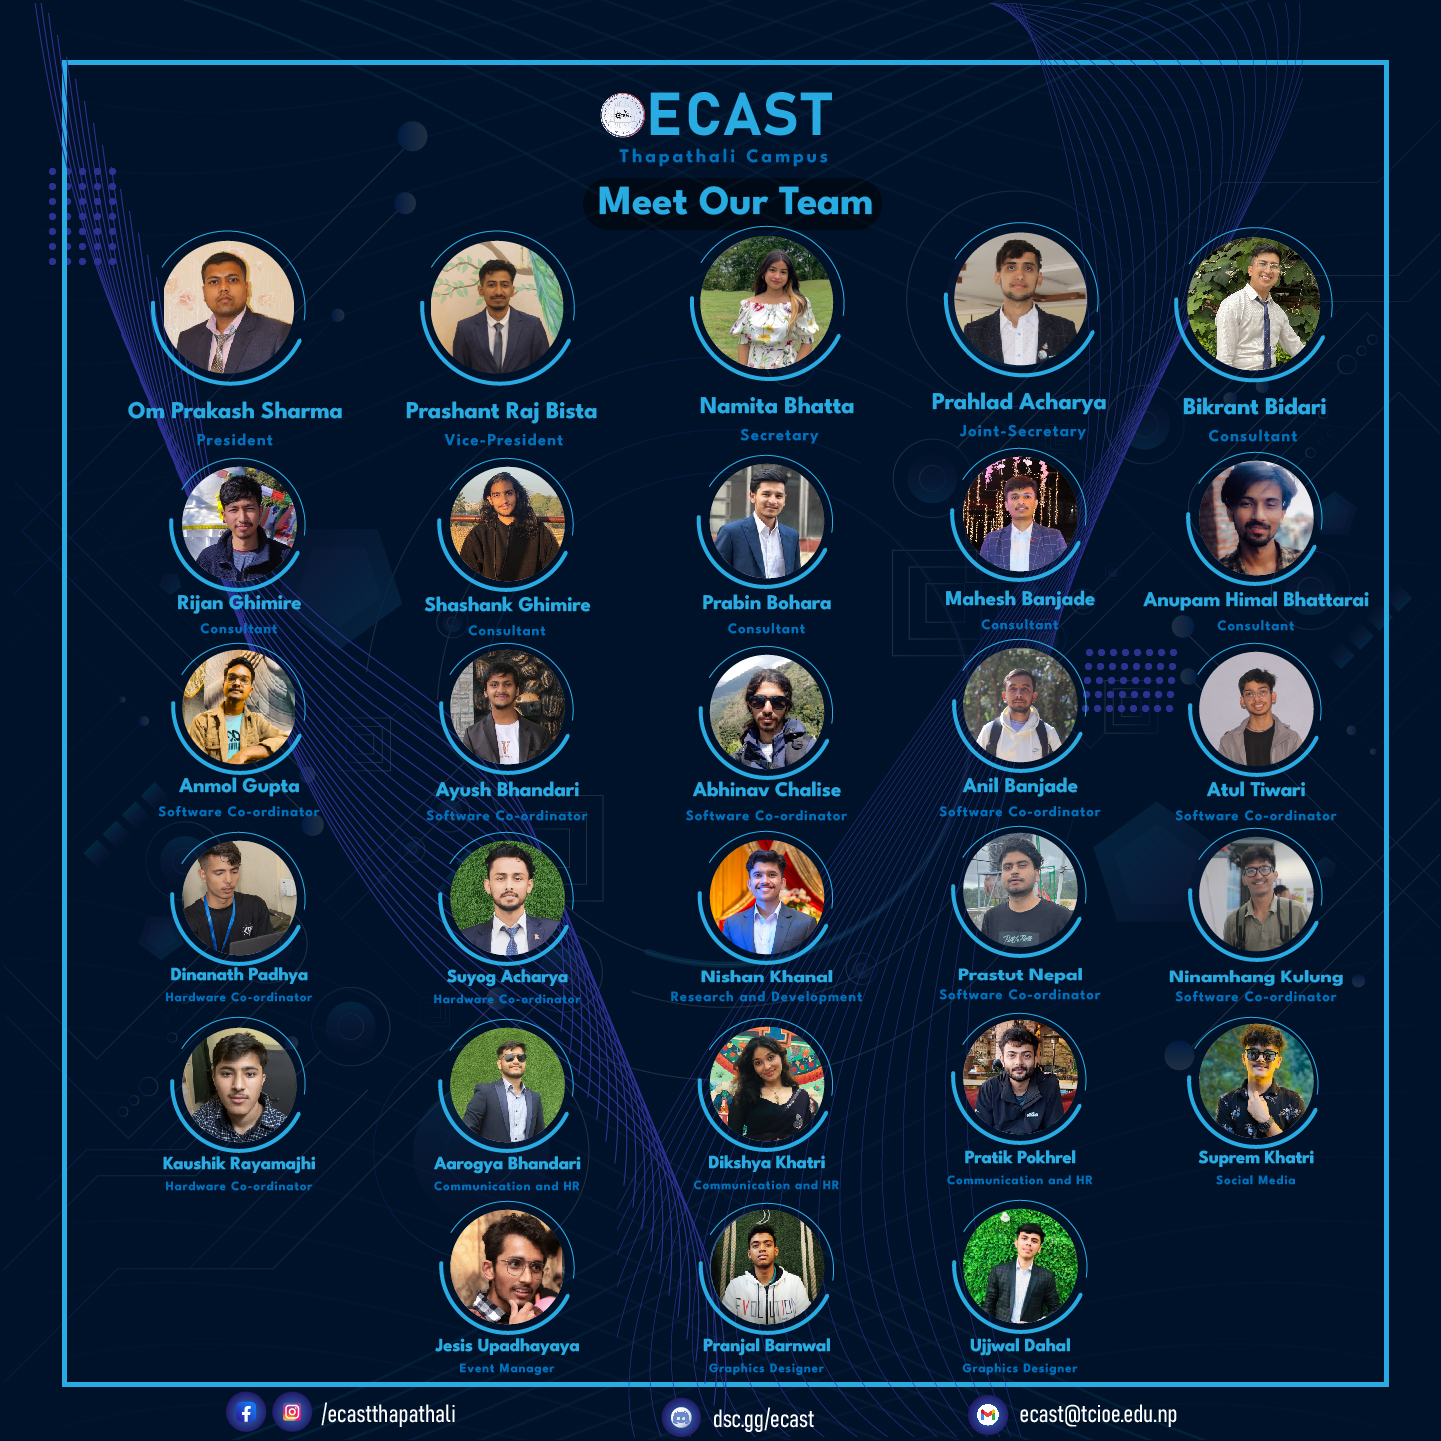 ECAST
Thapathali Campus
Meet Our Team
Om Prakash Sharma
President
Prashant Raj Bista
Vice-President
Namita Bhatta
Secretary
Prahlad Acharya
Joint-Secretary
Bikrant Bidari
Consultant
Rijan Ghimire
Consultant
Shashank Ghimire
Consultant
Prabin Bohara
Consultant
Mahesh Banjade
Consultant
Anupam Himal Bhattarai
Consultant
Anmol Gupta
Software Co-ordinator
Ayush Bhandari
Software Co-ordinator
Abhinav Chalise
Software Co-ordinator
Anil Banjade
Software Co-ordinator
Atul Tiwari
Software Co-ordinator
Dinanath Padhya
Hardware Co-ordinator
Suyog Acharya
Hardware Co-ordinator
Nishan Khanal
Research and Development
Prastut Nepal
Software Co-ordinator
Ninamhang Kulung
Software Co-ordinator
Kaushik Rayamajhi
Hardware Co-ordinator
Aarogya Bhandari
Communication and HR
Dikshya Khatri
Communication and HR
Pratik Pokhrel
Communication and HR
Suprem Khatri
Social Media
Jesis Upadhayaya
Event Manager
Pranjal Barnwal
Graphics Designer
Ujjwal Dahal
Graphics Designer
/ecastthapathali
dsc.gg/ecast
ecast@tcioe.edu.np